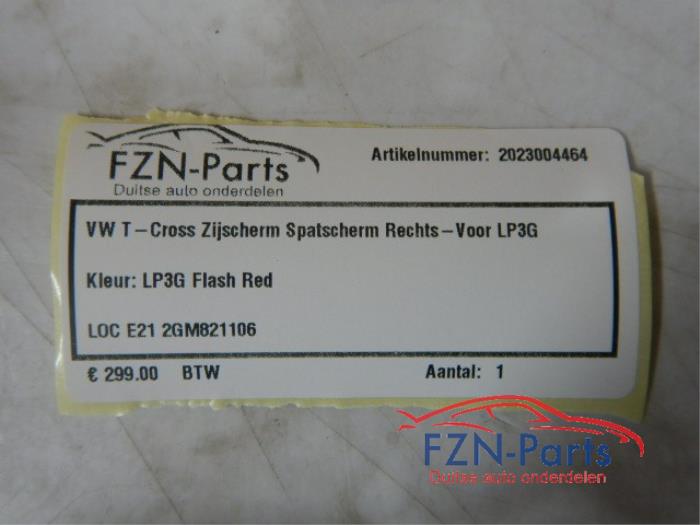 FZN-Parts
Duitse auto onderdelen
Artikelnummer: 2023004464
VW T-Cross Zijscherm Spatscherm Rechts-Voor LP3G
Kleur: LP3G Flash Red
LOC E21 2GM821106
€ 299.00 BTW Aantal: 1
FZN-Parts
Duitse auto onderdelen